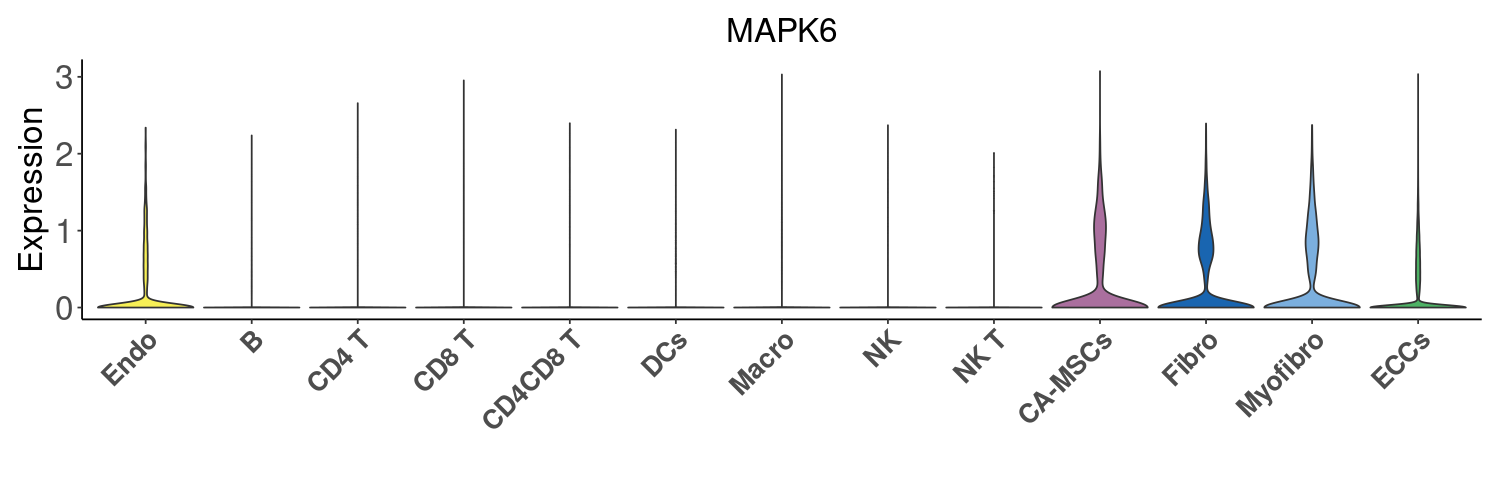 MAPK6
Expression
3
2
1
0
Endo
B
CD4 T
CD8 T
CD4CD8 T
DCs
Macro
NK
NK T
CA-MSCs
Fibro
Myofibro
ECCs